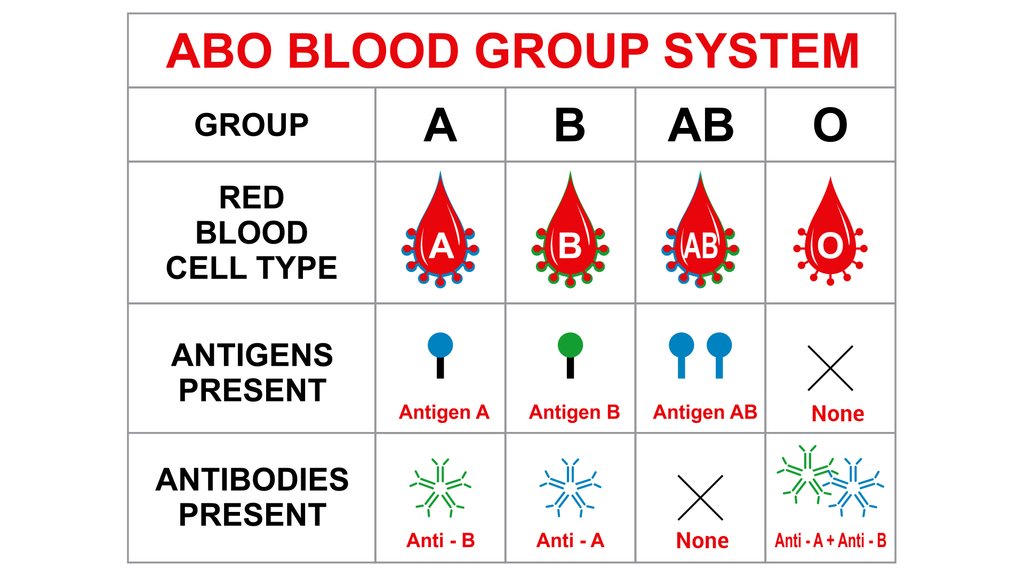 ABO BLOOD GROUP SYSTEM
GROUP
A
B
AB
O
RED
BLOOD
CELL TYPE
A
B
AB
O
ANTIGENS
PRESENT
Antigen A
Antigen B
Antigen AB
None
ANTIBODIES
PRESENT
Anti - B
Anti - A
None
Anti - A + Anti - B